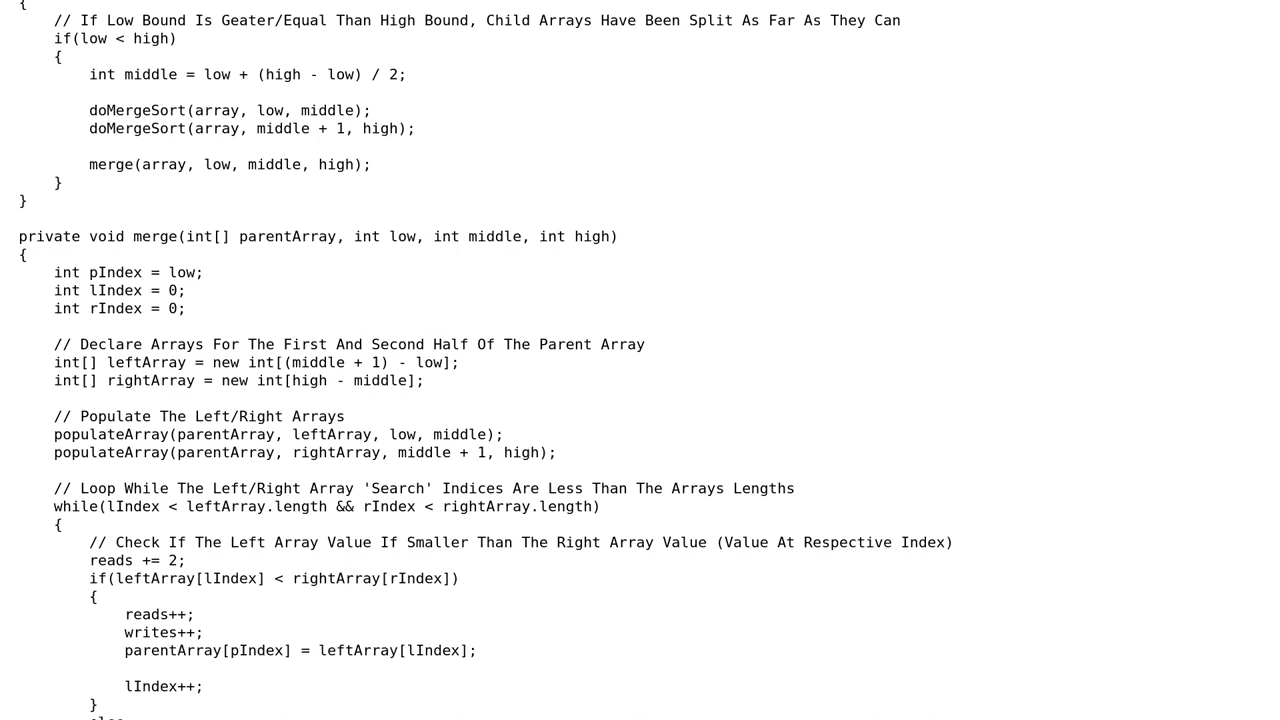 {
    // If Low Bound Is Geater/Equal Than High Bound, Child Arrays Have Been Split As Far As They Can
    if(low < high)
    {
        int middle = low + (high - low) / 2;

        doMergeSort(array, low, middle);
        doMergeSort(array, middle + 1, high);

        merge(array, low, middle, high);
    }
}

private void merge(int[] parentArray, int low, int middle, int high)
{
    int pIndex = low;
    int lIndex = 0;
    int rIndex = 0;

    // Declare Arrays For The First And Second Half Of The Parent Array
    int[] leftArray = new int[(middle + 1) - low];
    int[] rightArray = new int[high - middle];

    // Populate The Left/Right Arrays
    populateArray(parentArray, leftArray, low, middle);
    populateArray(parentArray, rightArray, middle + 1, high);

    // Loop While The Left/Right Array 'Search' Indices Are Less Than The Arrays Lengths
    while(lIndex < leftArray.length && rIndex < rightArray.length)
    {
        // Check If The Left Array Value If Smaller Than The Right Array Value (Value At Respective Index)
        reads += 2;
        if(leftArray[lIndex] < rightArray[rIndex])
        {
            reads++;
            writes++;
            parentArray[pIndex] = leftArray[lIndex];

            lIndex++;
        }